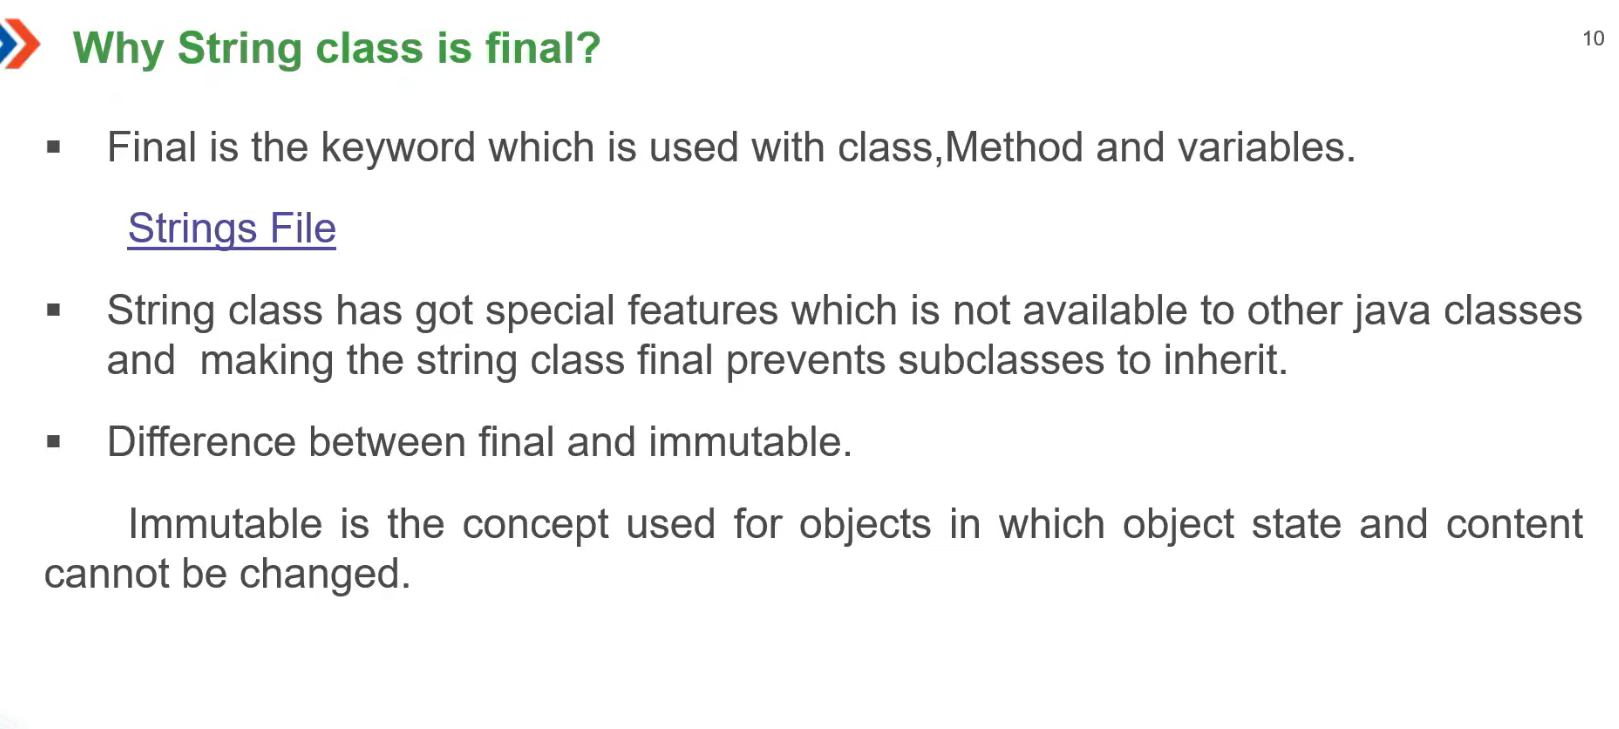 Why String class is final?
10
▪ Final is the keyword which is used with class,Method and variables.
Strings File
▪ String class has got special features which is not available to other java classes
and making the string class final prevents subclasses to inherit.
▪ Difference between final and immutable.
Immutable is the concept used for objects in which object state and content
cannot be changed.